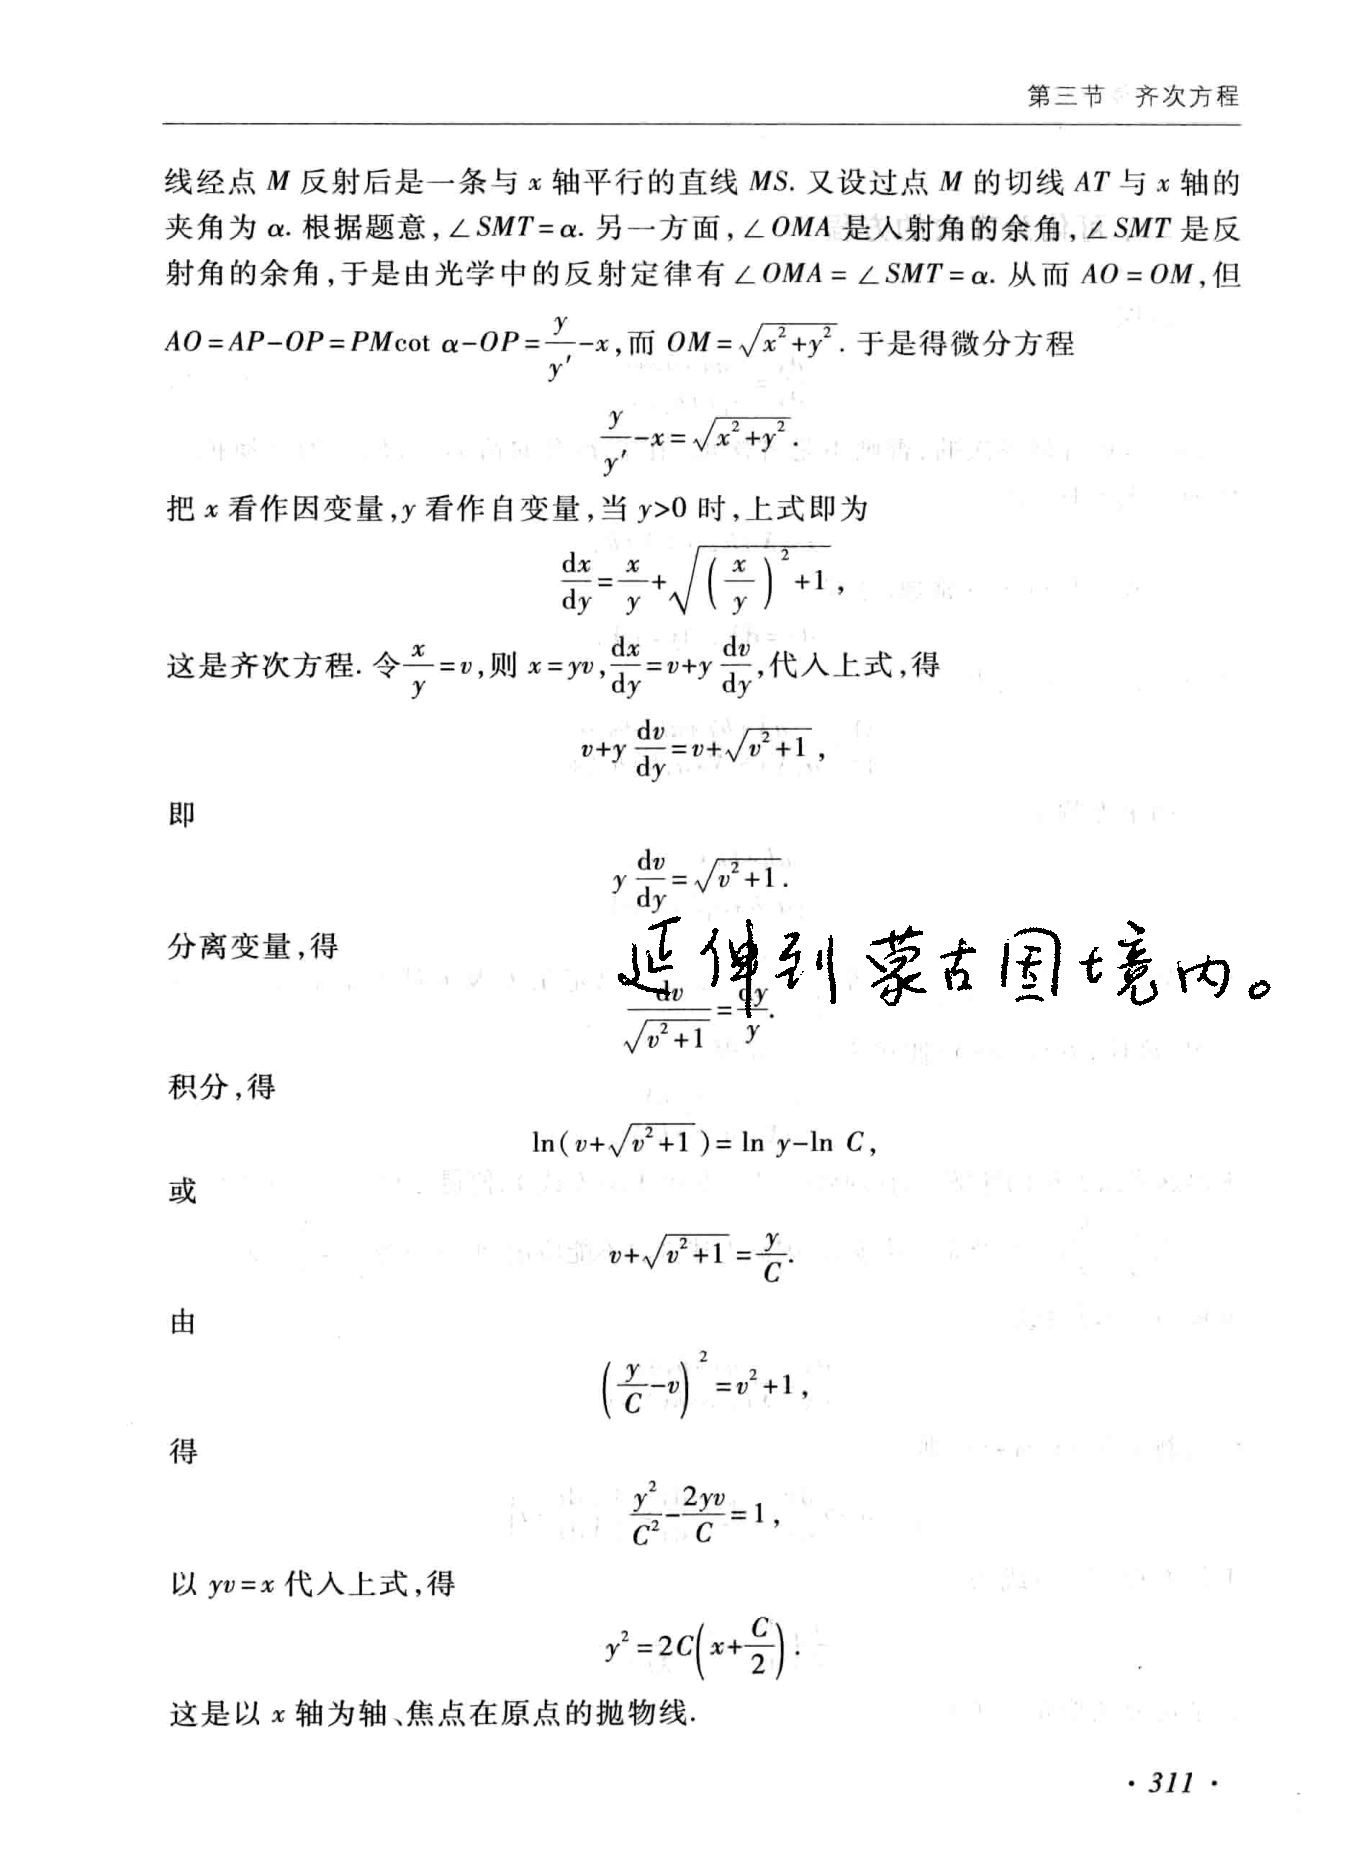 第三节 齐次方程
线经点 M 反射后是一条与 x 轴平行的直线 MS. 又设过点 M 的切线 AT 与 x 轴的
夹角为 α. 根据题意,∠SMT=α. 另一方面,∠OMA 是入射角的余角,∠SMT 是反
射角的余角,于是由光学中的反射定律有∠OMA=∠SMT=α. 从而 AO=OM,但
AO=AP-OP=PMcot α-OP=\frac{y}{y'}-x,而 OM=\sqrt{x^2+y^2}. 于是得微分方程
\frac{y}{y'}-x=\sqrt{x^2+y^2}.
把 x 看作因变量,y 看作自变量,当 y>0 时,上式即为
\frac{dx}{dy}=\frac{x}{y}+\sqrt{\left(\frac{x}{y}\right)^2+1},
这是齐次方程. 令\frac{x}{y}=v,则 x=yv,\frac{dx}{dy}=v+y\frac{dv}{dy},代入上式,得
v+y\frac{dv}{dy}=v+\sqrt{v^2+1},
即
y\frac{dv}{dy}=\sqrt{v^2+1}.
分离变量,得
延伸到蒙古国境内。
\frac{dv}{\sqrt{v^2+1}}=\frac{dy}{y}.
积分,得
ln(v+\sqrt{v^2+1})=ln y-ln C,
或
v+\sqrt{v^2+1}=\frac{y}{C}.
由
\left(\frac{y}{C}-v\right)^2=v^2+1,
得
\frac{y^2}{C^2}-\frac{2yv}{C}=1,
以 yv=x 代入上式,得
y^2=2C\left(x+\frac{C}{2}\right).
这是以 x 轴为轴、焦点在原点的抛物线.
· 311 ·